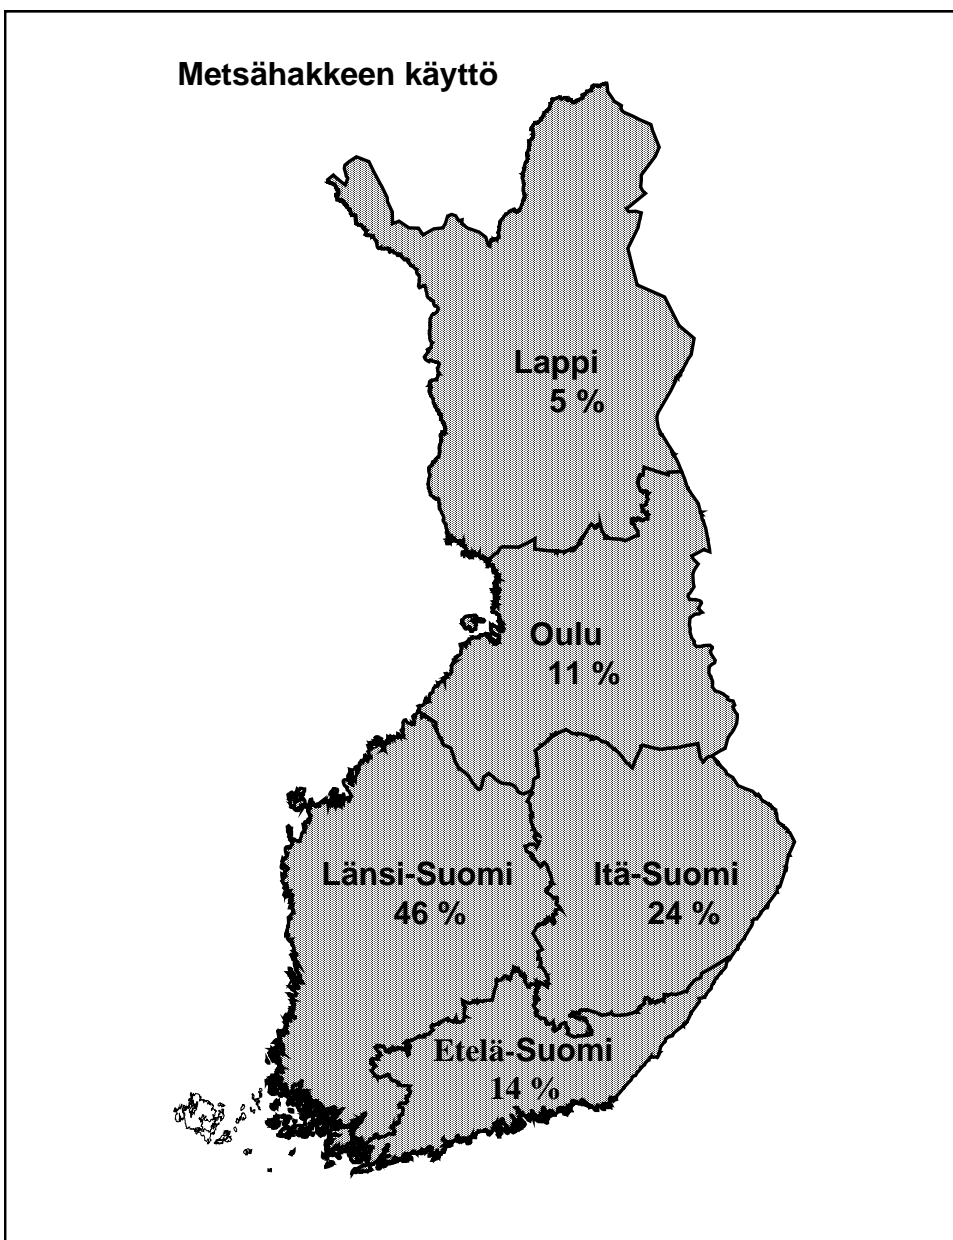 Metsähakkeen käyttö
Lappi
5 %
Oulu
11 %
Länsi-Suomi
46 %
Itä-Suomi
24 %
Etelä-Suomi
14 %